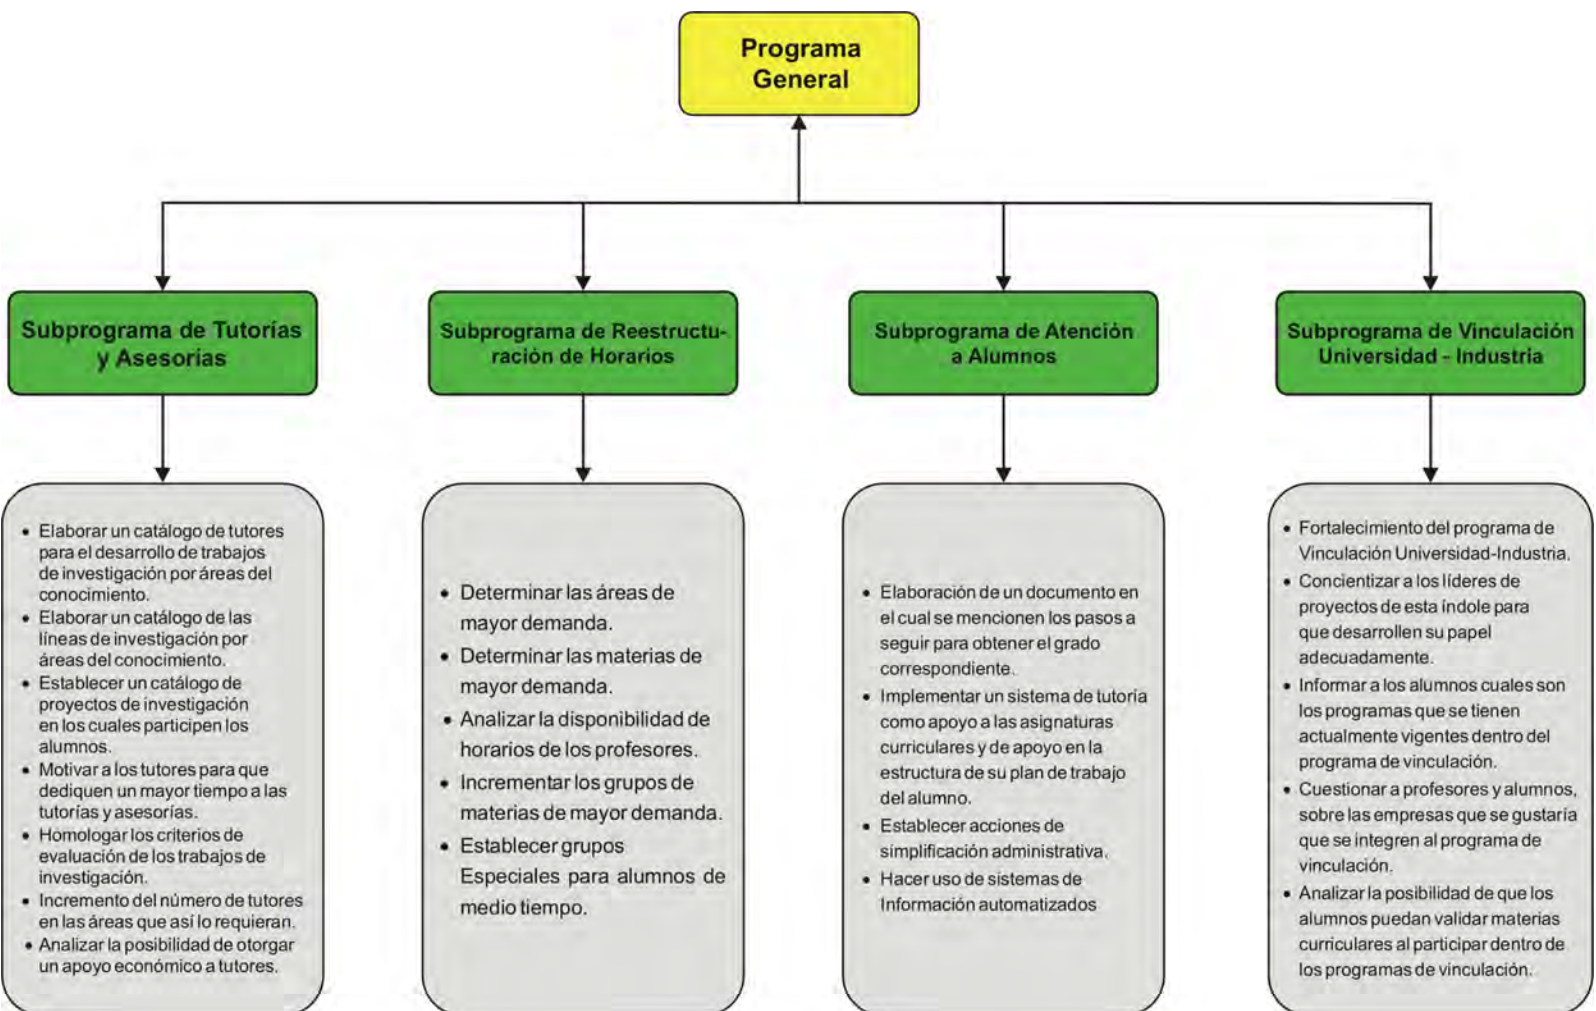 Programa
General
Subprograma de Tutorías
y Asesorías
Subprograma de Reestructu-
ración de Horarios
Subprograma de Atención
a Alumnos
Subprograma de Vinculación
Universidad - Industria
• Elaborar un catálogo de tutores
para el desarrollo de trabajos
de investigación por áreas del
conocimiento.
• Elaborar un catálogo de las
líneas de investigación por
áreas del conocimiento.
• Establecer un catálogo de
proyectos de investigación
en los cuales participen los
alumnos.
• Motivar a los tutores para que
dediquen un mayor tiempo a las
tutorías y asesorías.
• Homologar los criterios de
evaluación de los trabajos de
investigación.
• Incremento del número de tutores
en las áreas que así lo requieran.
• Analizar la posibilidad de otorgar
un apoyo económico a tutores.
• Determinar las áreas de
mayor demanda.
• Determinar las materias de
mayor demanda.
• Analizar la disponibilidad de
horarios de los profesores.
• Incrementar los grupos de
materias de mayor demanda.
• Establecer grupos
Especiales para alumnos de
medio tiempo.
• Elaboración de un documento en
el cual se mencionen los pasos a
seguir para obtener el grado
correspondiente.
• Implementar un sistema de tutoría
como apoyo a las asignaturas
curriculares y de apoyo en la
estructura de su plan de trabajo
del alumno.
• Establecer acciones de
simplificación administrativa.
• Hacer uso de sistemas de
Información automatizados
• Fortalecimiento del programa de
Vinculación Universidad-Industria.
• Concientizar a los líderes de
proyectos de esta índole para
que desarrollen su papel
adecuadamente.
• Informar a los alumnos cuales son
los programas que se tienen
actualmente vigentes dentro del
programa de vinculación.
• Cuestionar a profesores y alumnos,
sobre las empresas que se gustaría
que se integren al programa de
vinculación.
• Analizar la posibilidad de que los
alumnos puedan validar materias
curriculares al participar dentro de
los programas de vinculación.